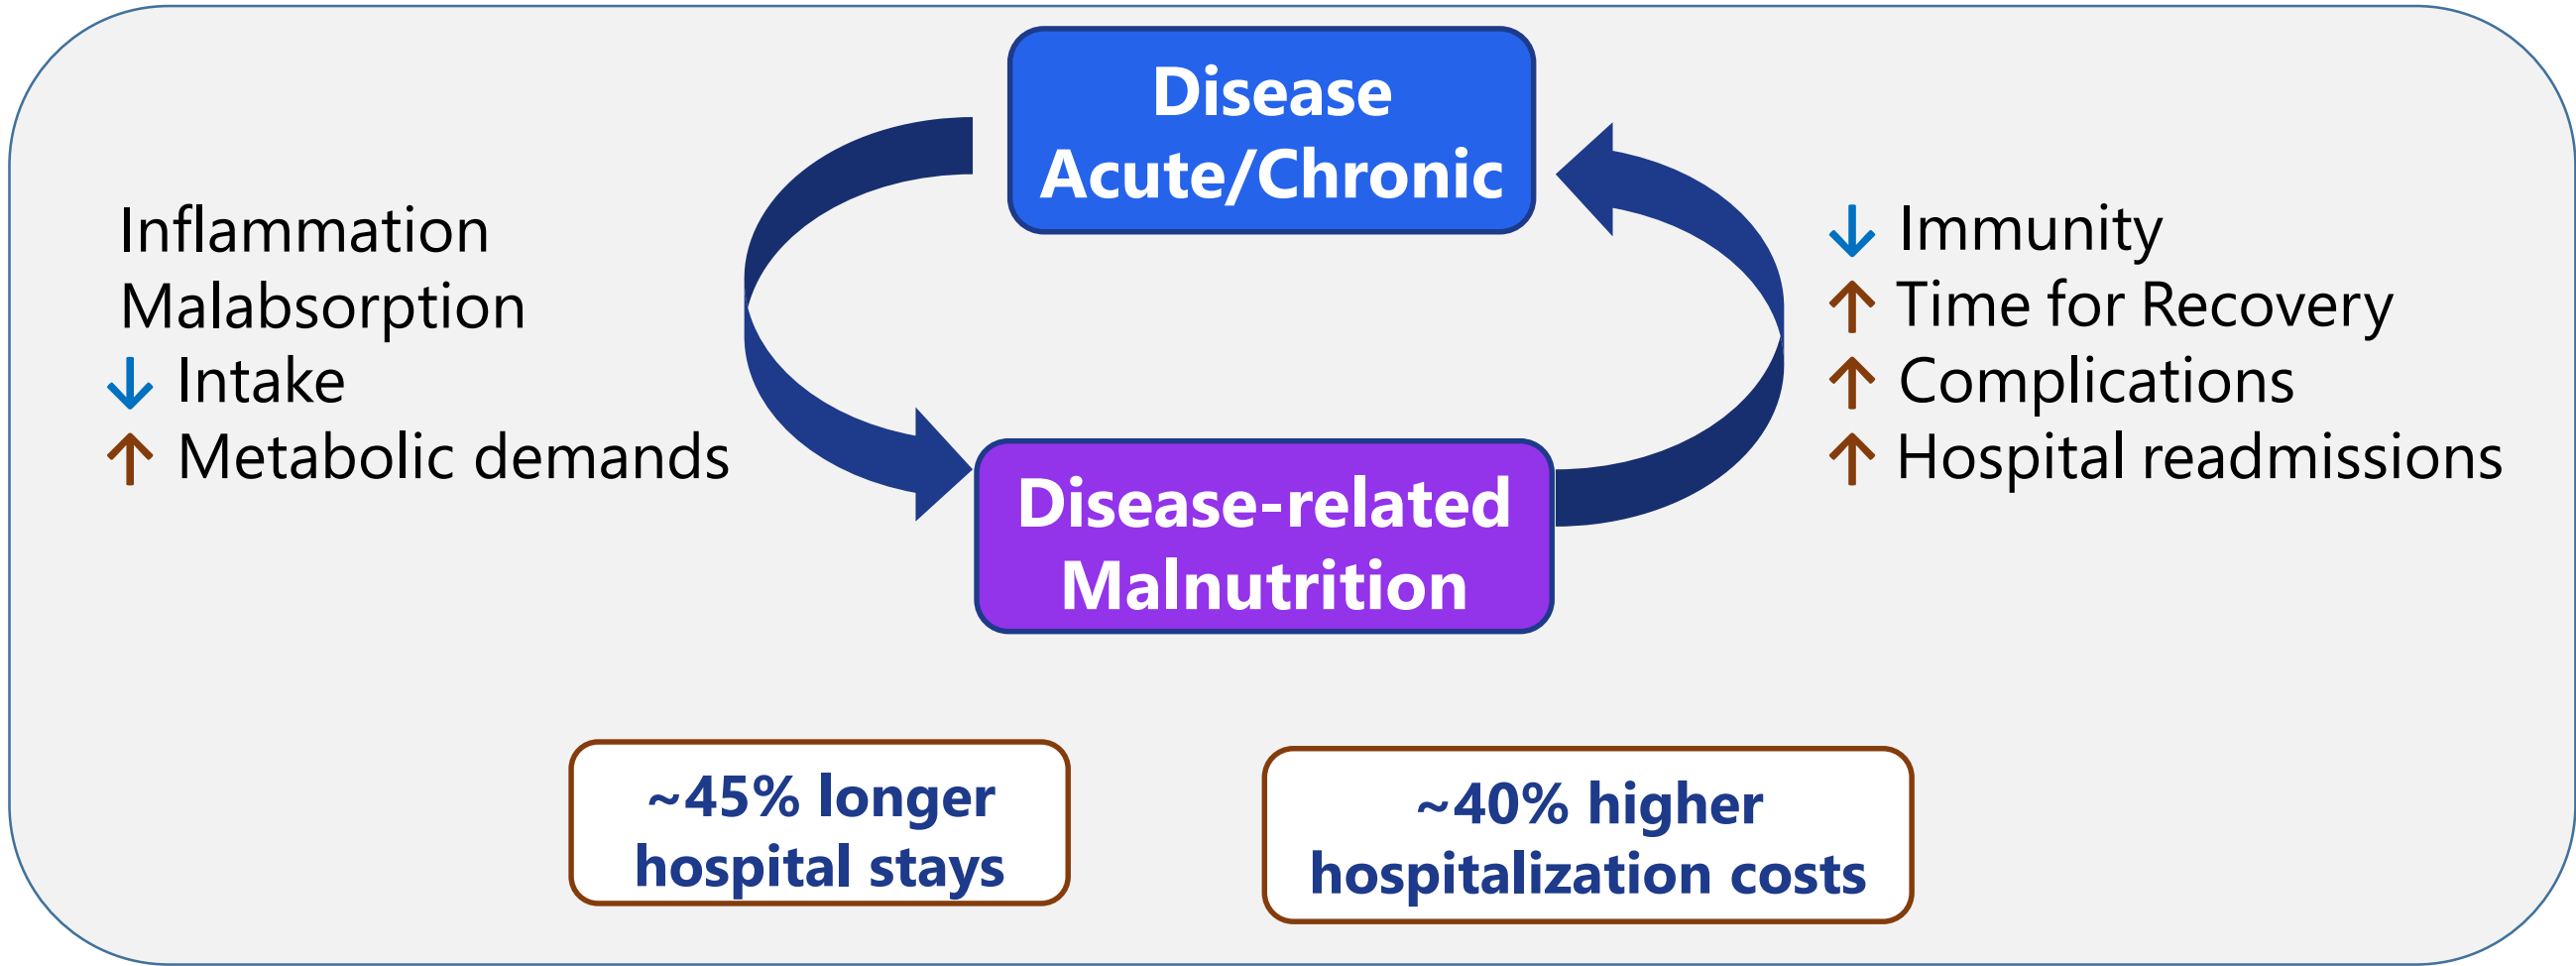 Disease
Acute/Chronic
Inflammation
Malabsorption
↓ Intake
↑ Metabolic demands
↓ Immunity
↑ Time for Recovery
↑ Complications
↑ Hospital readmissions
Disease-related
Malnutrition
~45% longer
hospital stays
~40% higher
hospitalization costs